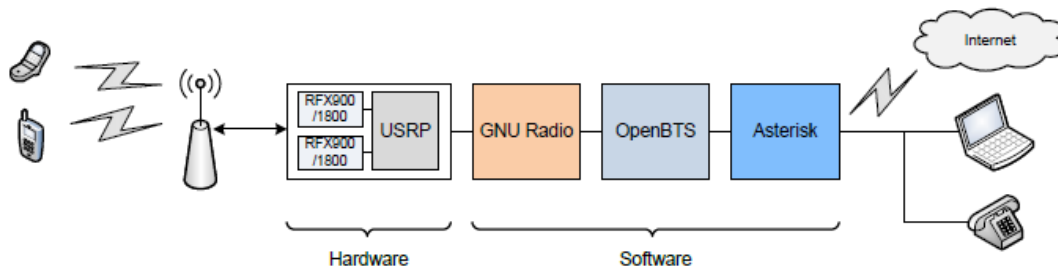 Internet
RFX900
/1800
RFX900
/1800
USRP
GNU Radio
OpenBTS
Asterisk
Hardware
Software